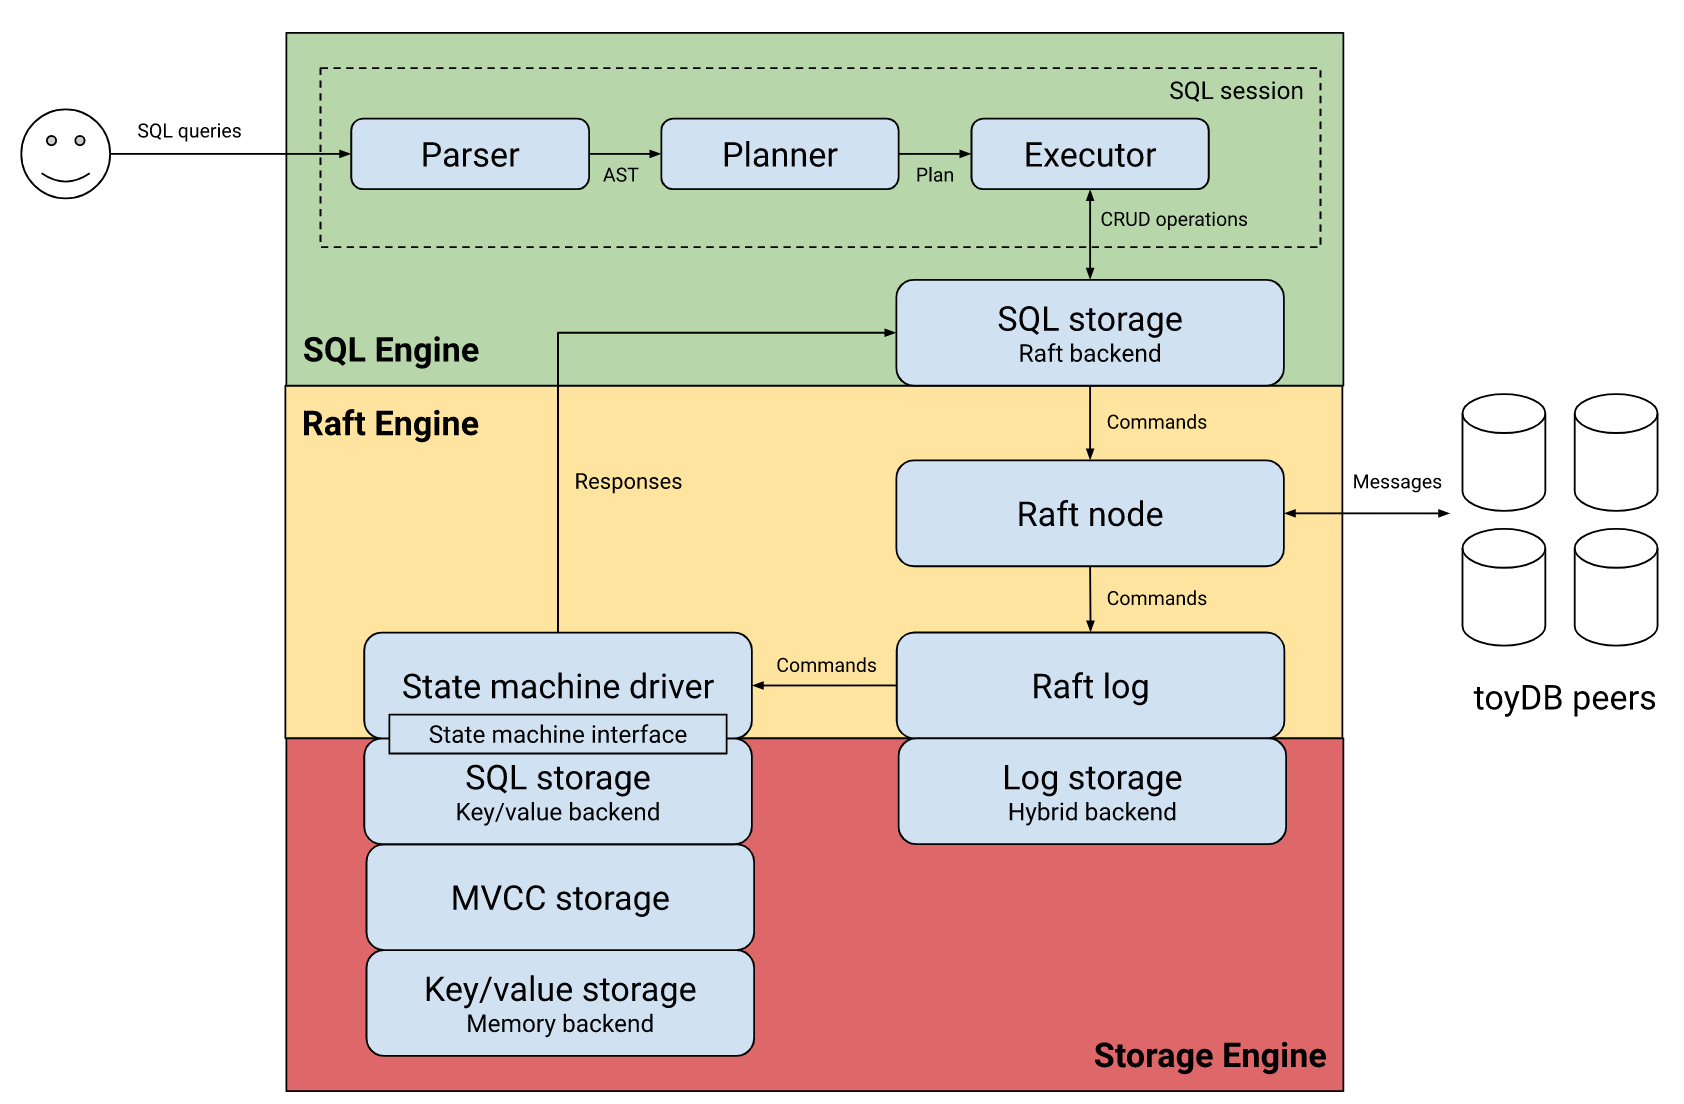 SQL session
SQL queries
Parser
AST
Planner
Plan
Executor
CRUD operations
SQL storage
Raft backend
SQL Engine
Raft Engine
Commands
Responses
Raft node
Messages
Commands
State machine driver
Commands
Raft log
toyDB peers
State machine interface
SQL storage
Key/value backend
Log storage
Hybrid backend
MVCC storage
Key/value storage
Memory backend
Storage Engine